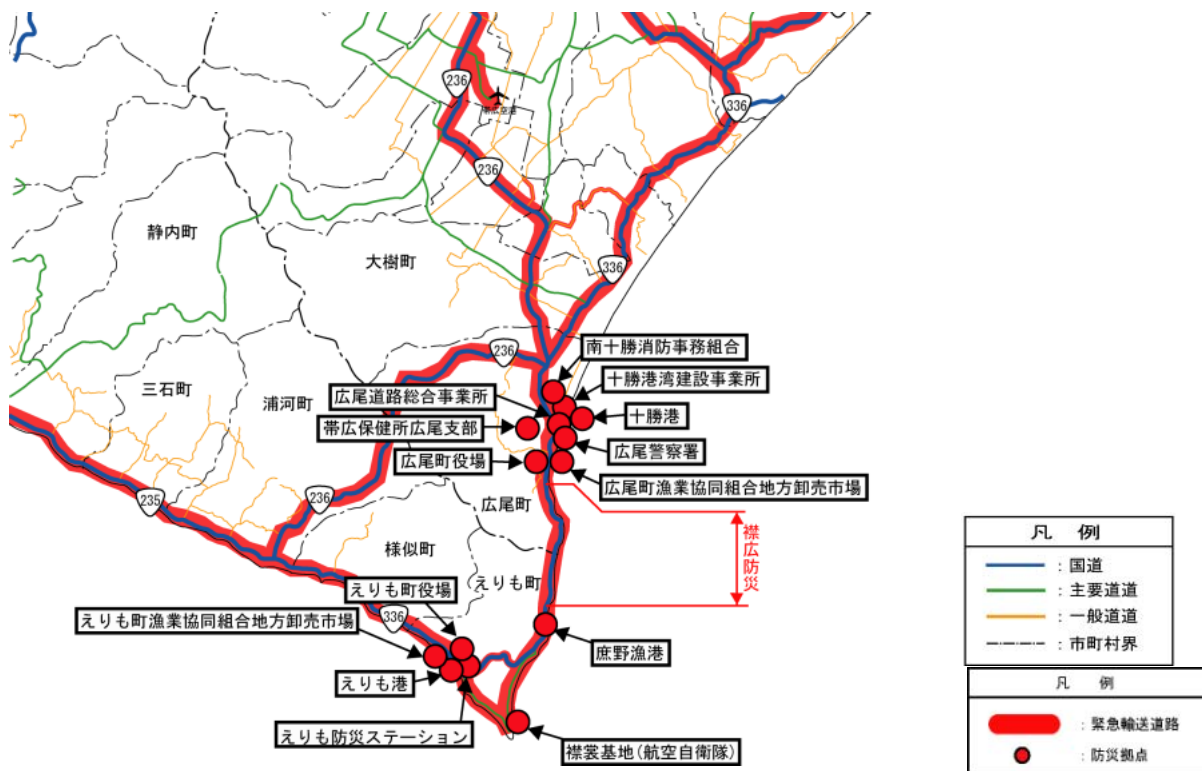 236
336
帯広空港
236
静内町
大樹町
336
236
南十勝消防事務組合
三石町
浦河町
広尾道路総合事業所
十勝港湾建設事業所
帯広保健所広尾支部
十勝港
広尾警察署
広尾町役場
広尾町漁業協同組合地方卸売市場
235
236
広尾町
襟広防災
様似町
えりも町役場
えりも町
えりも町漁業協同組合地方卸売市場
336
庶野漁港
えりも港
えりも防災ステーション
襟裳基地(航空自衛隊)
凡 例
：国道
：主要道道
：一般道道
：市町村界
凡 例
：緊急輸送道路
：防災拠点